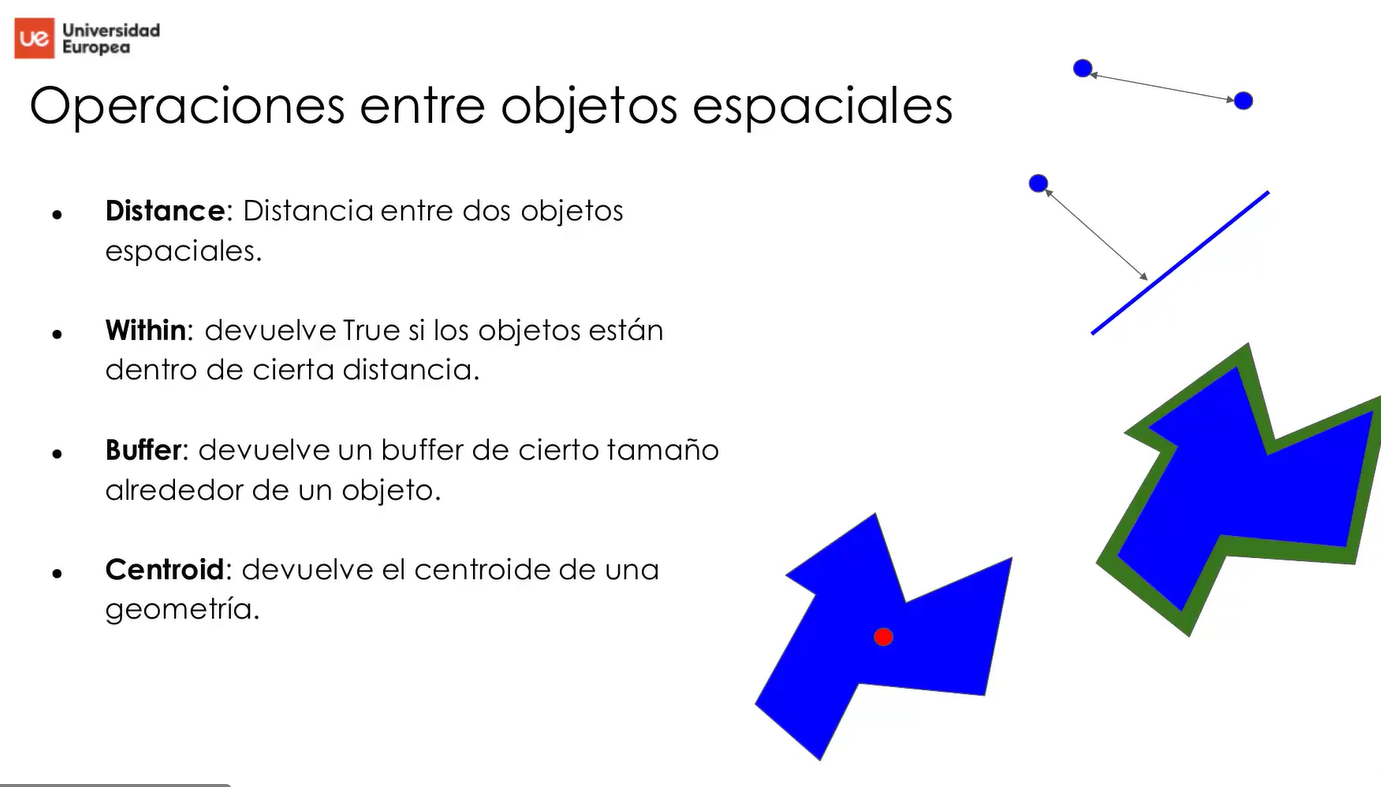 ue Universidad
Europea
Operaciones entre objetos espaciales
● Distance: Distancia entre dos objetos
espaciales.
● Within: devuelve True si los objetos están
dentro de cierta distancia.
● Buffer: devuelve un buffer de cierto tamaño
alrededor de un objeto.
● Centroid: devuelve el centroide de una
geometría.